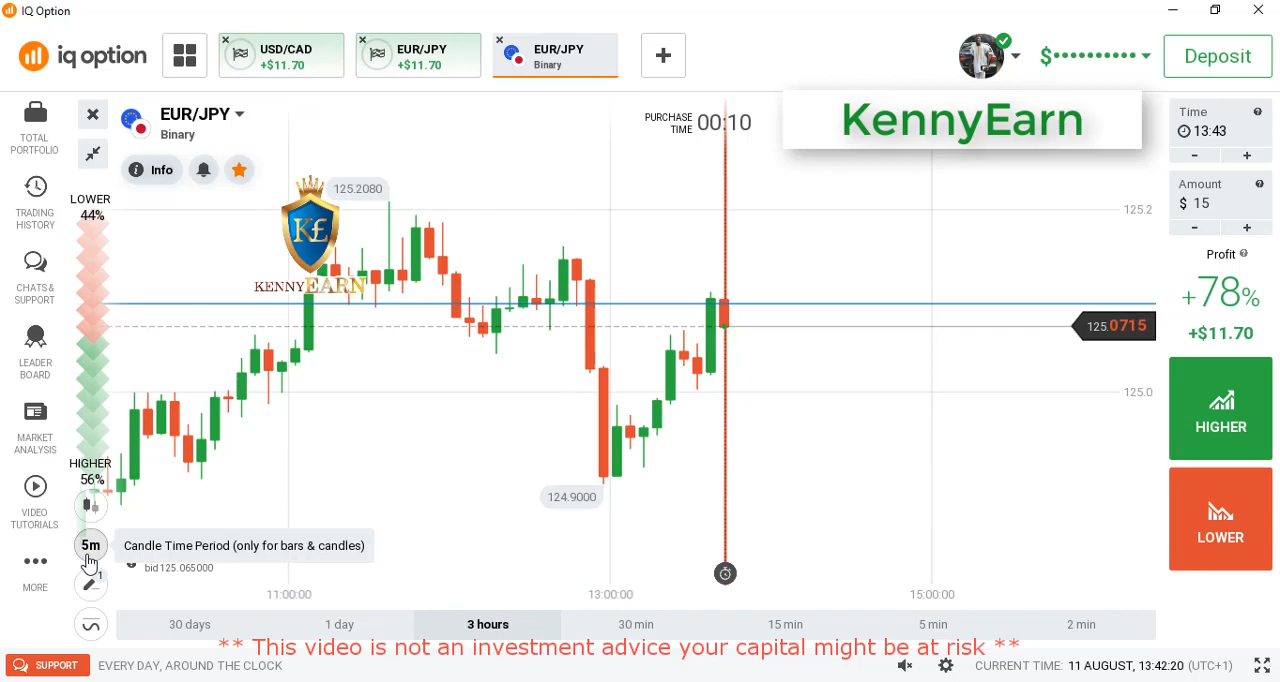 IQ Option
iq option
USD/CAD
+$11.70
EUR/JPY
+$11.70
EUR/JPY
Binary
$
Deposit
TOTAL
PORTFOLIO
TRADING
HISTORY
CHATS &
SUPPORT
LEADER
BOARD
MARKET
ANALYSIS
VIDEO
TUTORIALS
MORE
EUR/JPY
Binary
Info
PURCHASE
TIME
00:10
KennyEarn
LOWER
44%
HIGHER
56%
K£
KENNYEARN
125.2080
124.9000
125.2
125.0715
125.0
5m
Candle Time Period (only for bars & candles)
1
bid 125.065000
11:00:00
13:00:00
15:00:00
30 days
1 day
3 hours
30 min
15 min
5 min
2 min
Time
13:43
-
+
Amount
$ 15
-
+
Profit
+78%
+$11.70
HIGHER
LOWER
** This video is not an investment advice your capital might be at risk **
SUPPORT
EVERY DAY, AROUND THE CLOCK
CURRENT TIME: 11 AUGUST, 13:42:20 (UTC+1)